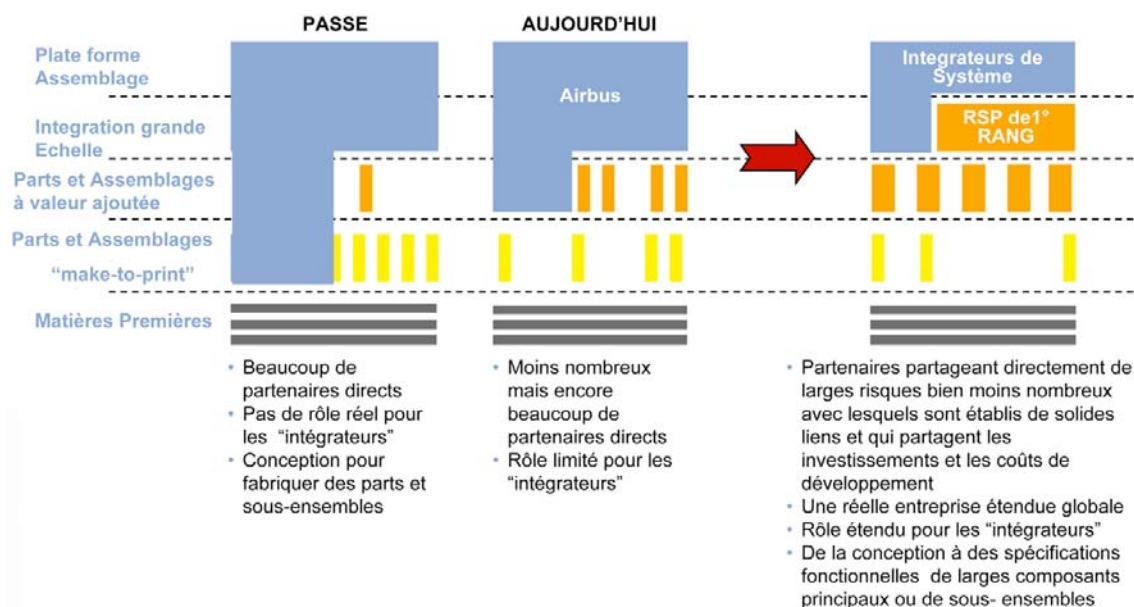 PASSE
AUJOURD'HUI
Plate forme
Assemblage
Integration grande
Echelle
Parts et Assemblages
à valeur ajoutée
Parts et Assemblages
“make-to-print”
Matières Premières
Airbus
Integrateurs de
Système
RSP de1°
RANG
• Beaucoup de
partenaires directs
• Pas de rôle réel pour
les “intégrateurs”
• Conception pour
fabriquer des parts et
sous-ensembles
• Moins nombreux
mais encore
beaucoup de
partenaires directs
• Rôle limité pour les
“intégrateurs”
• Partenaires partageant directement de
larges risques bien moins nombreux
avec lesquels sont établis de solides
liens et qui partagent les
investissements et les coûts de
développement
• Une réelle entreprise étendue globale
• Rôle étendu pour les “intégrateurs”
• De la conception à des spécifications
fonctionnelles de larges composants
principaux ou de sous- ensembles